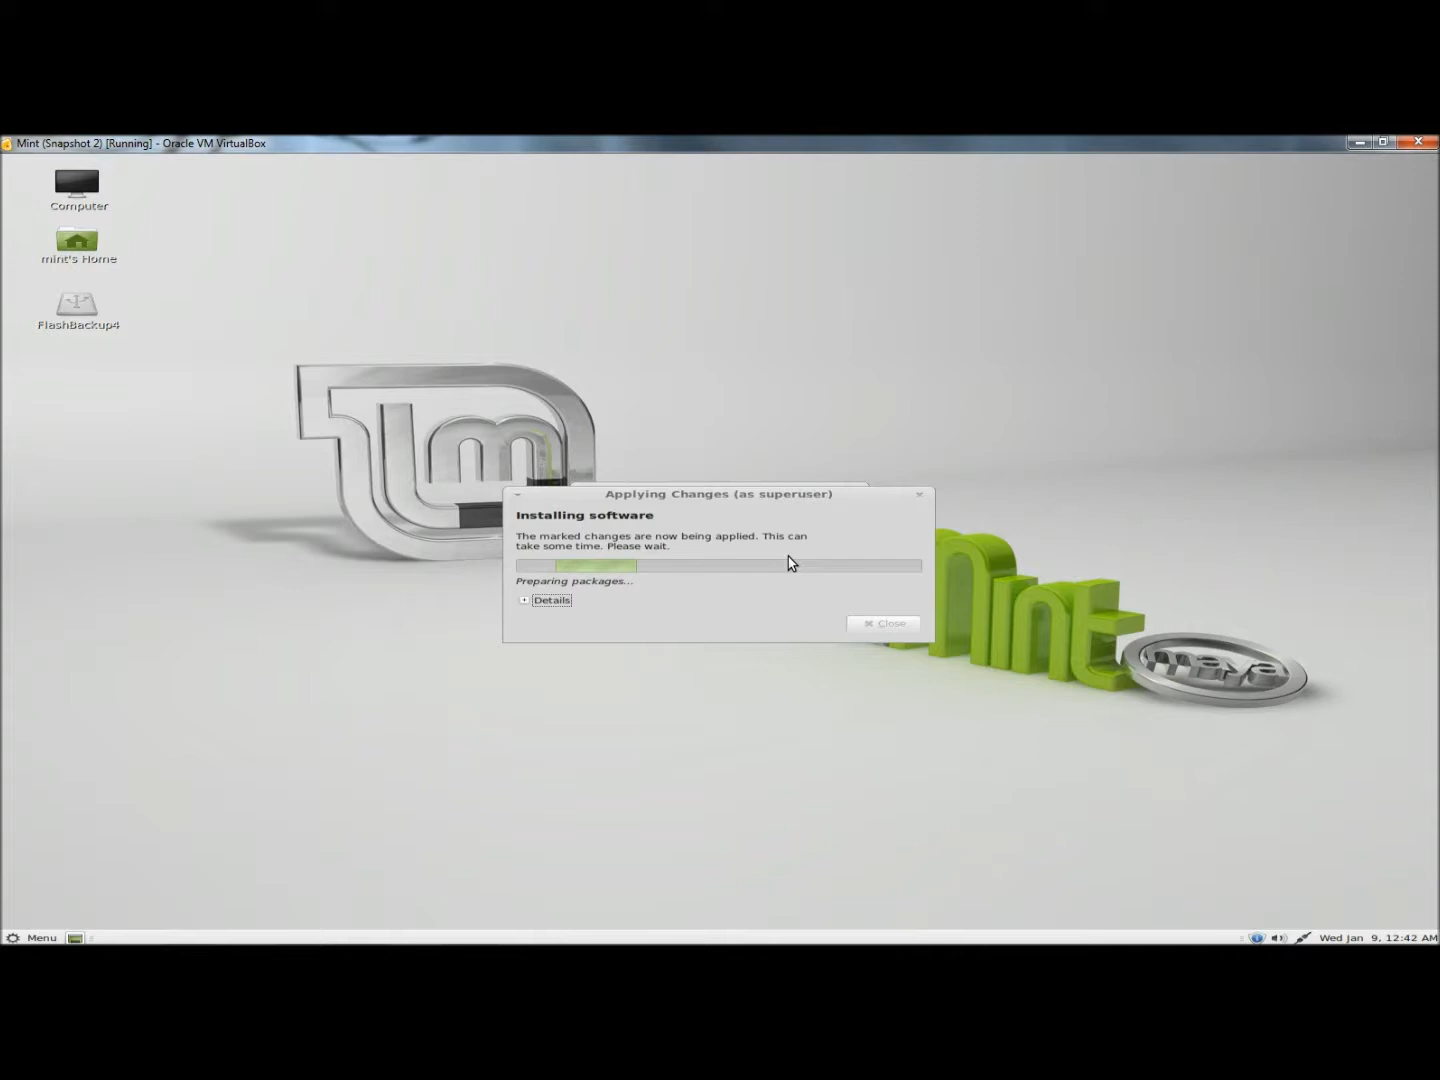 Mint (Snapshot 2) [Running] - Oracle VM VirtualBox
Computer
mint's Home
FlashBackup4
lm
Applying Changes (as superuser)
Installing software
The marked changes are now being applied. This can
take some time. Please wait.
Preparing packages...
Details
Close
Mint
maya
Menu
Wed Jan 9, 12:42 AM